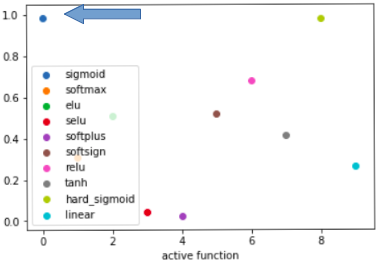 1.0
0.8
0.6
0.4
0.2
0.0
sigmoid
softmax
elu
selu
softplus
softsign
relu
tanh
hard_sigmoid
linear
0 2 4 6 8
active function